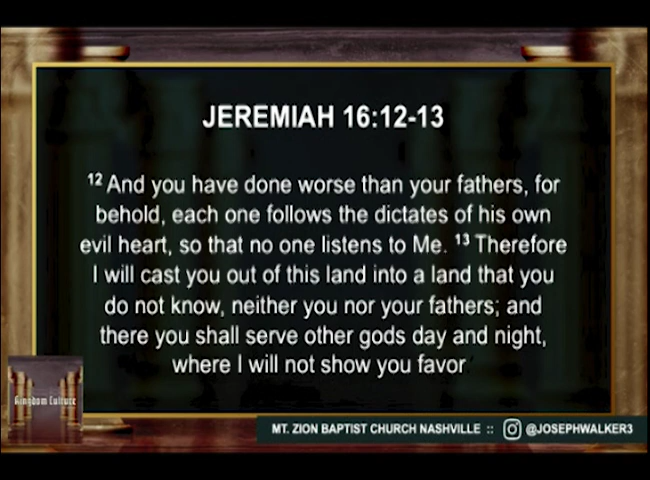 JEREMIAH 16:12-13
12 And you have done worse than your fathers, for
behold, each one follows the dictates of his own
evil heart, so that no one listens to Me. 13 Therefore
I will cast you out of this land into a land that you
do not know, neither you nor your fathers; and
there you shall serve other gods day and night,
where I will not show you favor.
Kingdom Culture
MT. ZION BAPTIST CHURCH NASHVILLE :: @JOSEPHWALKER3